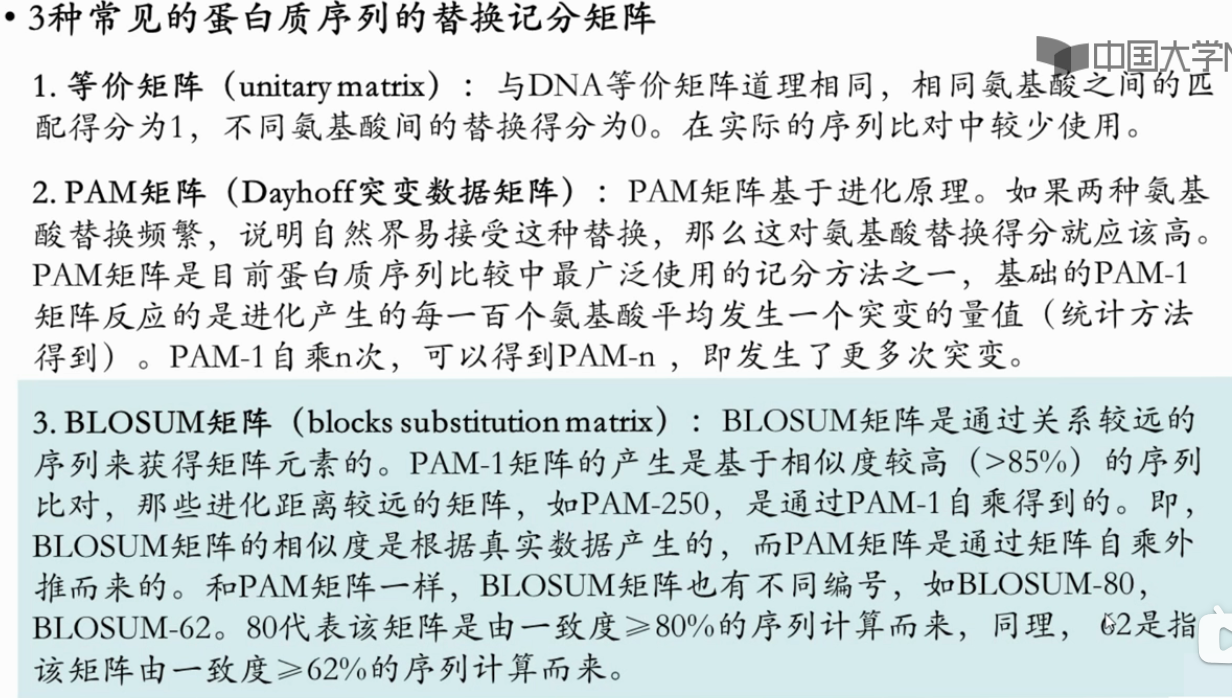 • 3种常见的蛋白质序列的替换记分矩阵
中国大学
1. 等价矩阵（unitary matrix）：与DNA等价矩阵道理相同，相同氨基酸之间的匹
配得分为1，不同氨基酸间的替换得分为0。在实际的序列比对中较少使用。
2. PAM矩阵（Dayhoff突变数据矩阵）：PAM矩阵基于进化原理。如果两种氨基
酸替换频繁，说明自然界易接受这种替换，那么这对氨基酸替换得分就应该高。
PAM矩阵是目前蛋白质序列比较中最广泛使用的记分方法之一，基础的PAM-1
矩阵反应的是进化产生的每一百个氨基酸平均发生一个突变的量值（统计方法
得到）。PAM-1自乘n次，可以得到PAM-n ，即发生了更多次突变。
3. BLOSUM矩阵（blocks substitution matrix）：BLOSUM矩阵是通过关系较远的
序列来获得矩阵元素的。PAM-1矩阵的产生是基于相似度较高（>85%）的序列
比对，那些进化距离较远的矩阵，如PAM-250，是通过PAM-1自乘得到的。即，
BLOSUM矩阵的相似度是根据真实数据产生的，而PAM矩阵是通过矩阵自乘外
推而来的。和PAM矩阵一样，BLOSUM矩阵也有不同编号，如BLOSUM-80，
BLOSUM-62。80代表该矩阵是由一致度≥80%的序列计算而来，同理，62是指
该矩阵由一致度≥62%的序列计算而来。